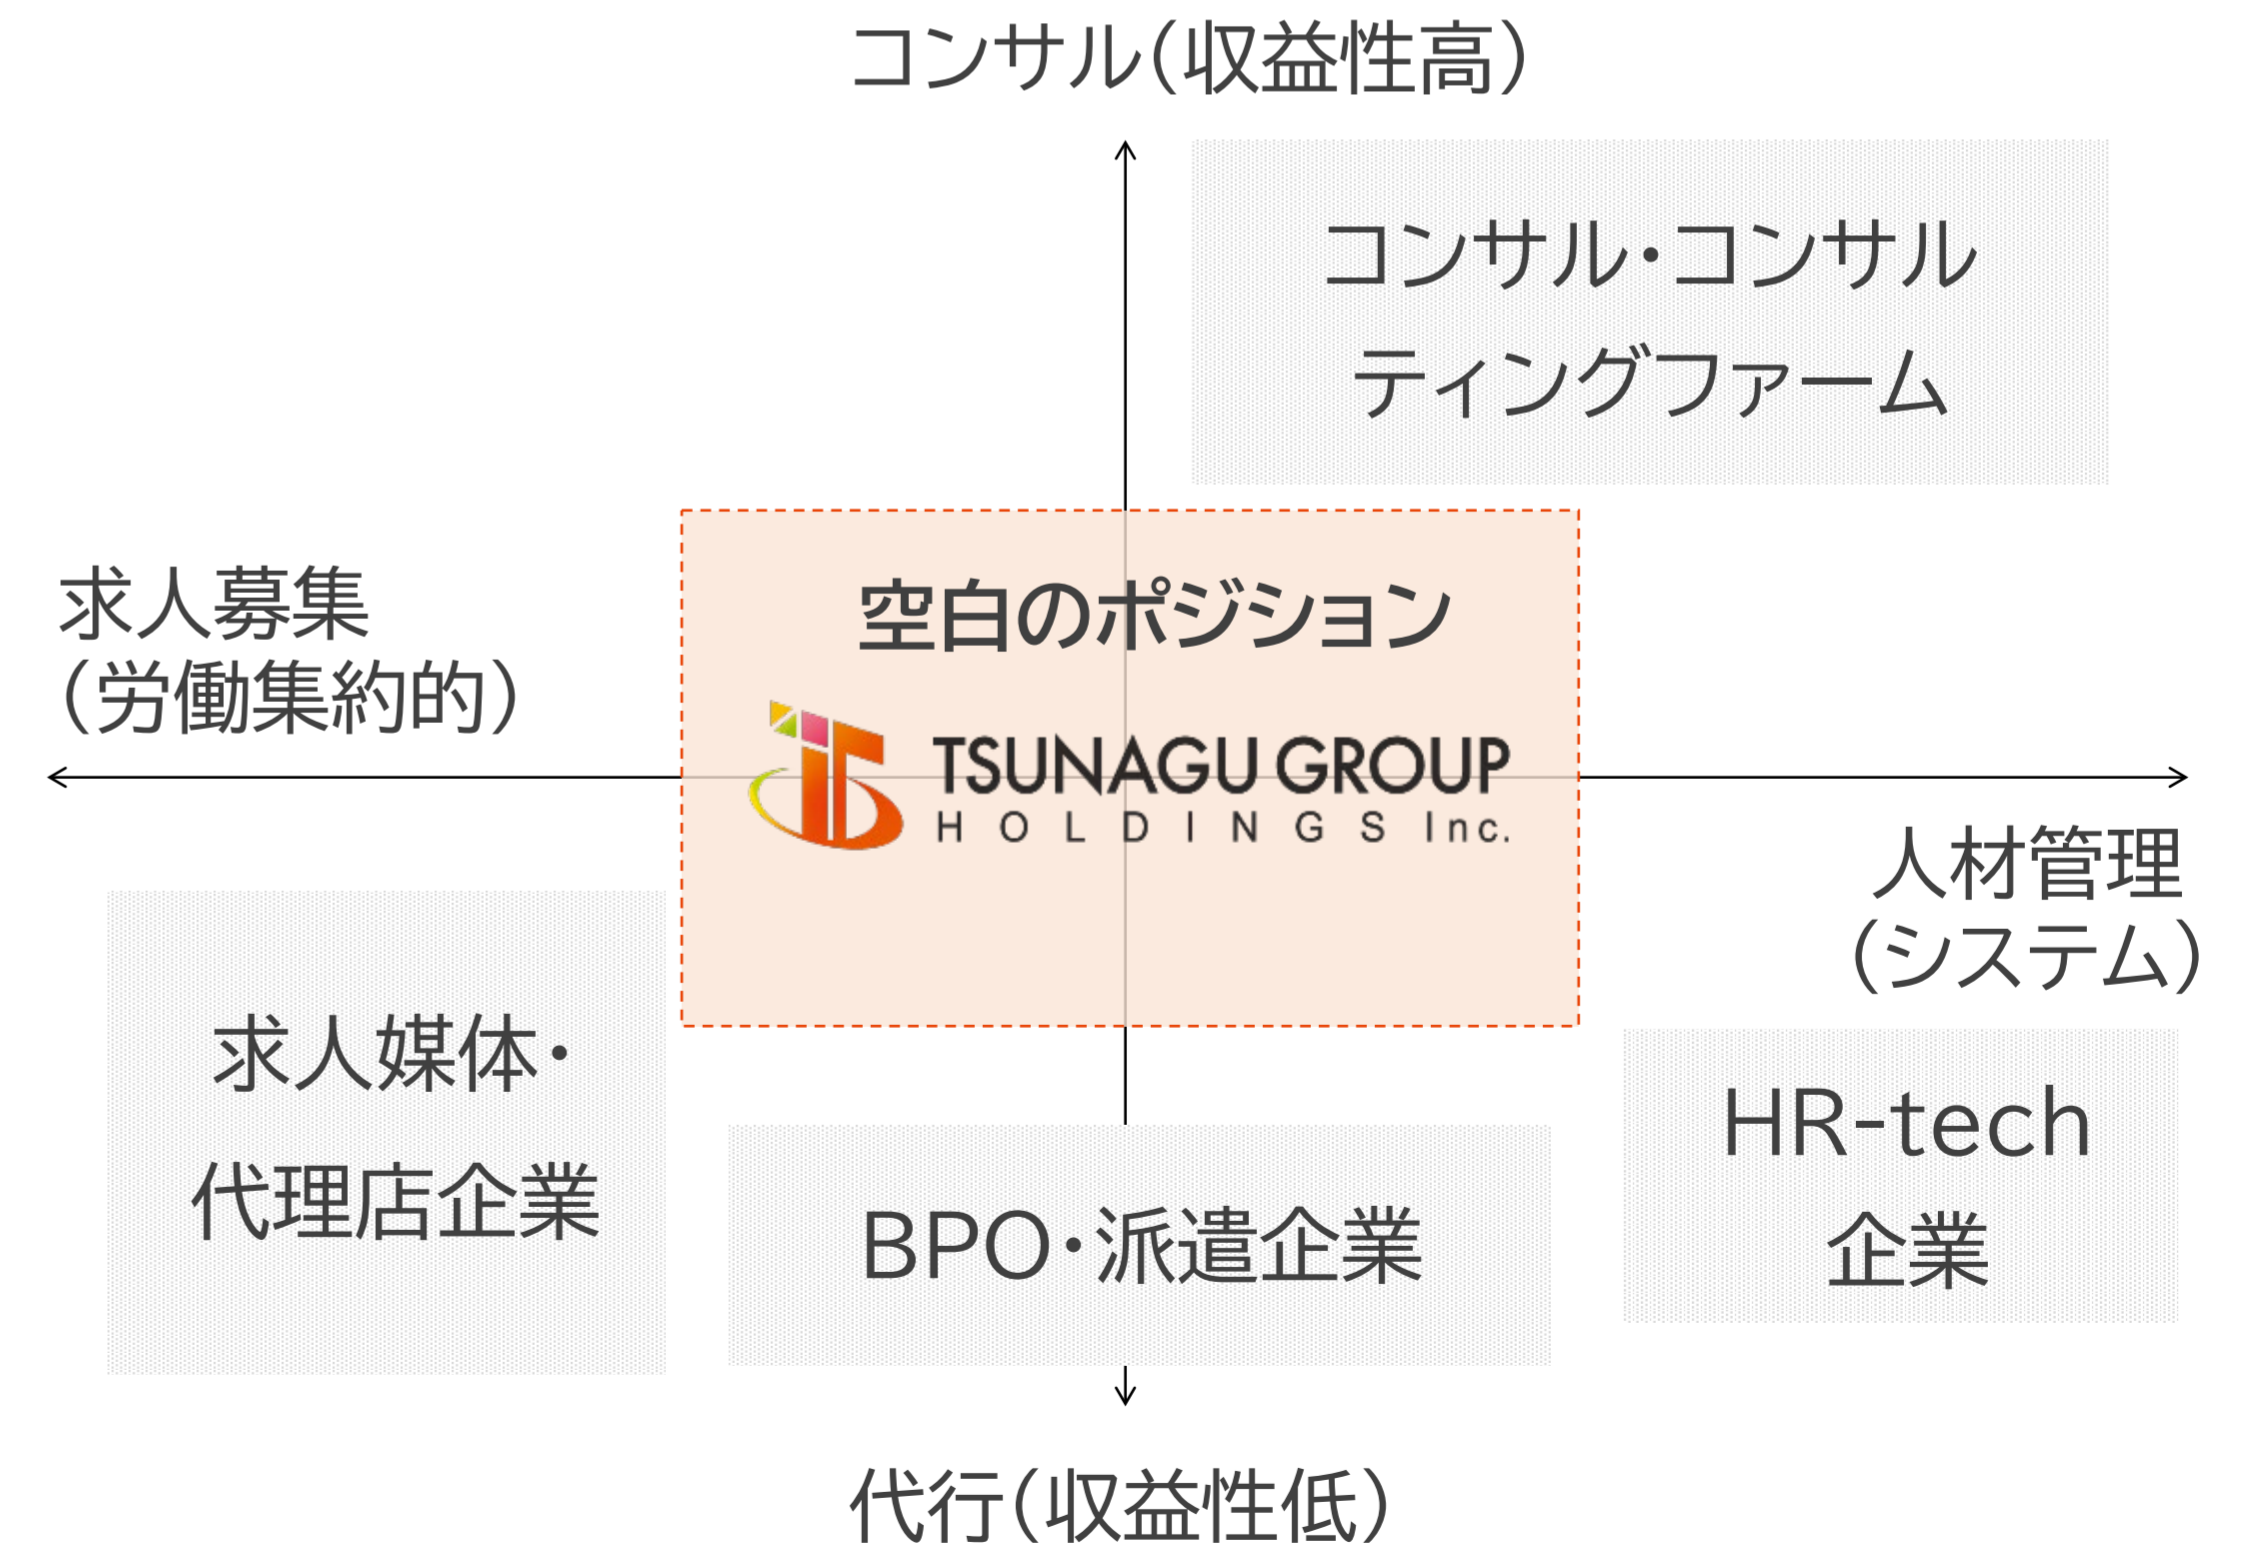 コンサル(収益性高)
コンサル・コンサル
ティングファーム
求人募集
(労働集約的)
空白のポジション
TSUNAGU GROUP
HOLDINGS Inc.
人材管理
(システム)
求人媒体・
代理店企業
BPO・派遣企業
HR-tech
企業
代行(収益性低)